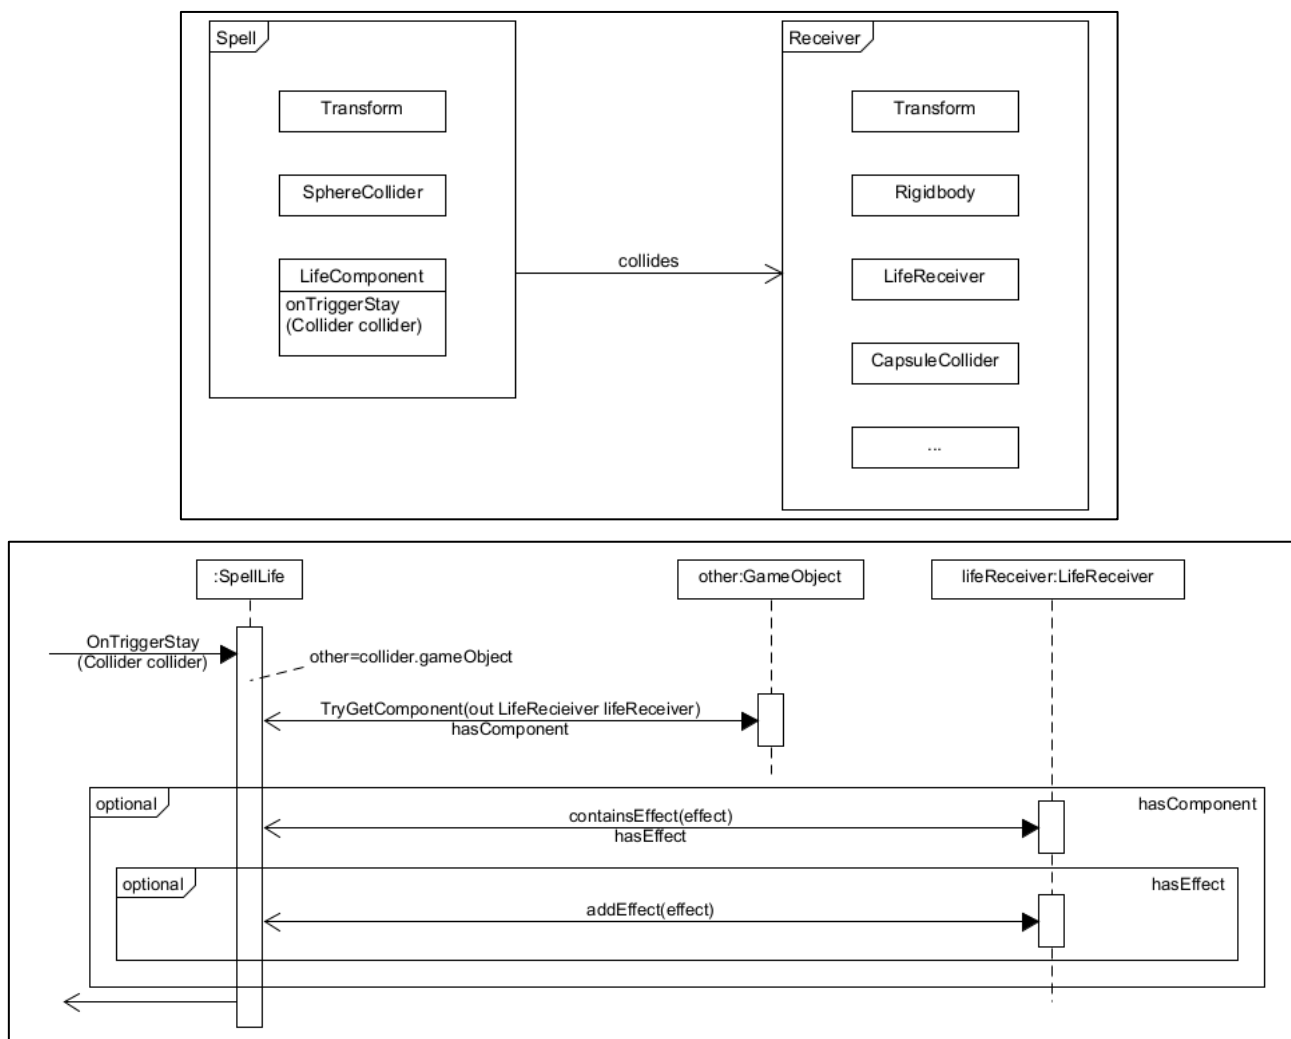 Spell
Transform
SphereCollider
LifeComponent
onTriggerStay
(Collider collider)
collides
Receiver
Transform
Rigidbody
LifeReceiver
CapsuleCollider
...
:SpellLife
other:GameObject
lifeReceiver:LifeReceiver
OnTriggerStay
(Collider collider)
other=collider.gameObject
TryGetComponent(out LifeRecieiver lifeReceiver)
hasComponent
optional
hasComponent
containsEffect(effect)
hasEffect
optional
hasEffect
addEffect(effect)